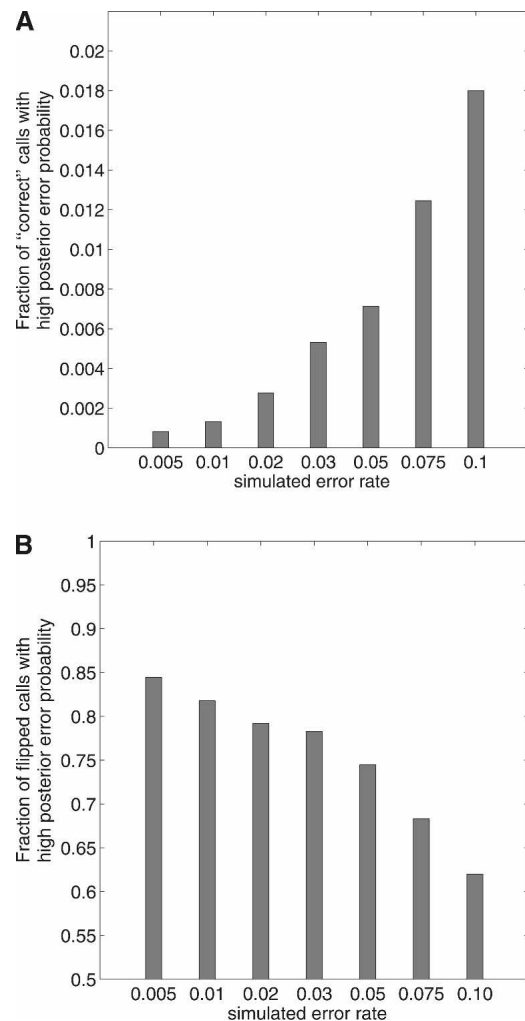 A
Fraction of “correct” calls with
high posterior error probability
0.02
0.018
0.016
0.014
0.012
0.01
0.008
0.006
0.004
0.002
0
0.005 0.01 0.02 0.03 0.05 0.075 0.1
simulated error rate
B
Fraction of flipped calls with
high posterior error probability
1
0.95
0.9
0.85
0.8
0.75
0.7
0.65
0.6
0.55
0.5
0.005 0.01 0.02 0.03 0.05 0.075 0.10
simulated error rate